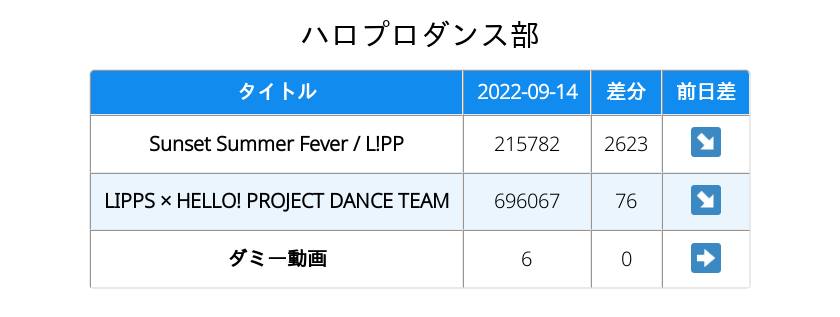 ハロプロダンス部
タイトル 2022-09-14 差分 前日差
Sunset Summer Fever / L!PP 215782 2623 ↘
LIPPS × HELLO! PROJECT DANCE TEAM 696067 76 ↘
ダミー動画 6 0 ➡